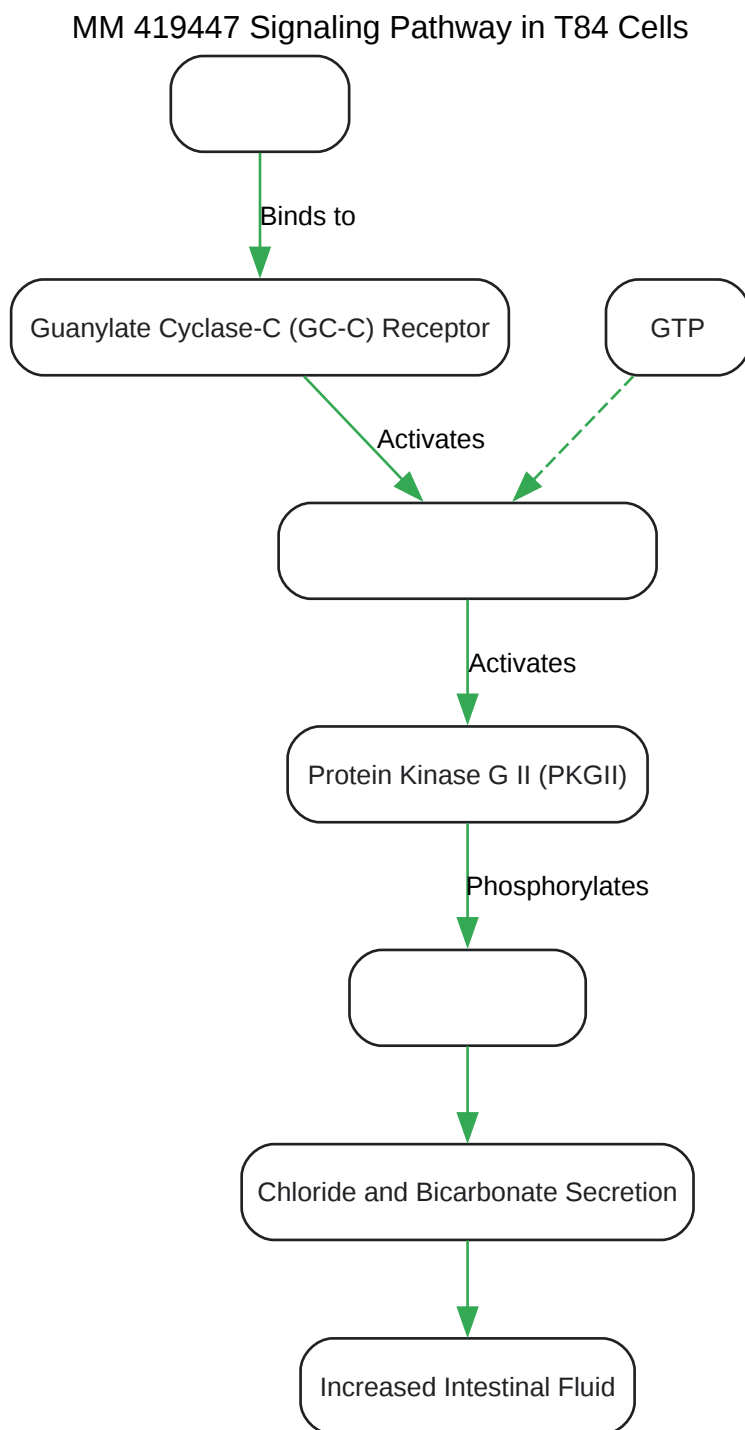 MM 419447 Signaling Pathway in T84 Cells
Binds to
Guanylate Cyclase-C (GC-C) Receptor
GTP
Activates
Activates
Protein Kinase G II (PKGII)
Phosphorylates
Chloride and Bicarbonate Secretion
Increased Intestinal Fluid